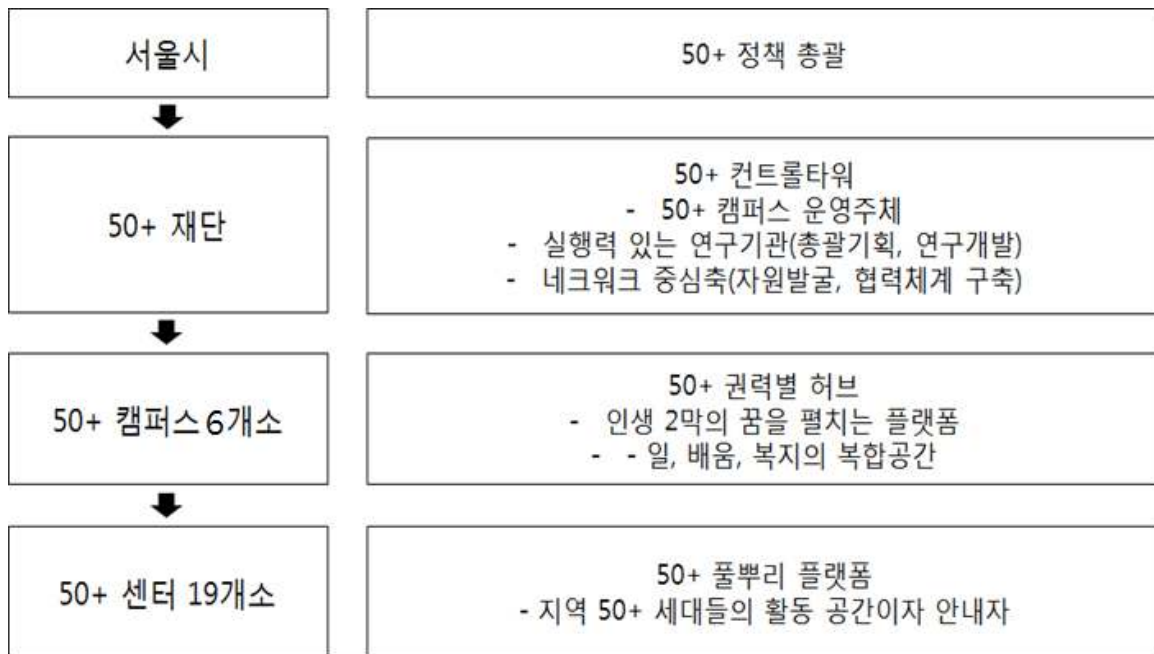 서울시
50+ 정책 총괄
50+ 재단
50+ 컨트롤타워
- 50+ 캠퍼스 운영주체
- 실행력 있는 연구기관(총괄기획, 연구개발)
- 네크워크 중심축(자원발굴, 협력체계 구축)
50+ 캠퍼스 6개소
50+ 권력별 허브
- 인생 2막의 꿈을 펼치는 플랫폼
- - 일, 배움, 복지의 복합공간
50+ 센터 19개소
50+ 풀뿌리 플랫폼
- 지역 50+ 세대들의 활동 공간이자 안내자